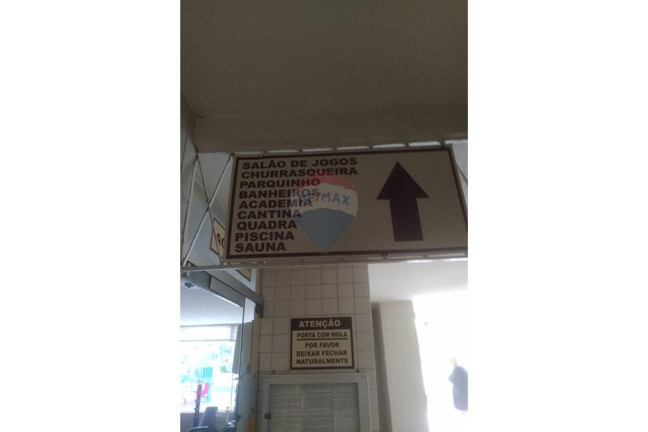 SALÃO DE JOGOS
CHURRASQUEIRA
PARQUINHO
BANHEIROS
ACADEMIA
CANTINA
QUADRA
PISCINA
SAUNA
RE/MAX
ATENÇÃO
PORTA COM MOLA
POR FAVOR
DEIXAR FECHAR
NATURALMENTE